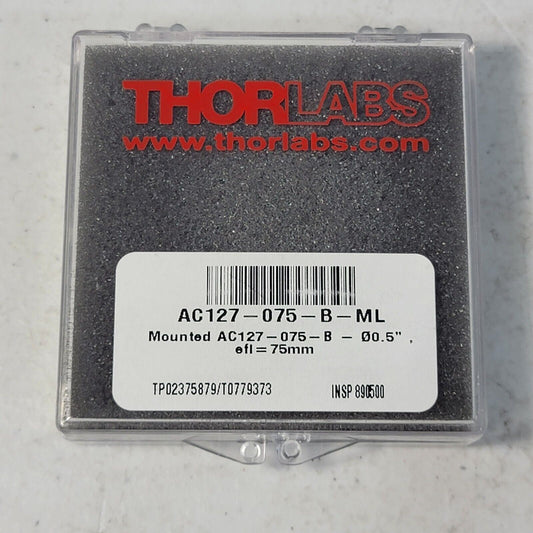 THORLABS
www.thorlabs.com
AC127-075-B-ML
Mounted AC127-075-B - Ø0.5",
efl=75mm
TP02375879/T0779373 INSP 890500